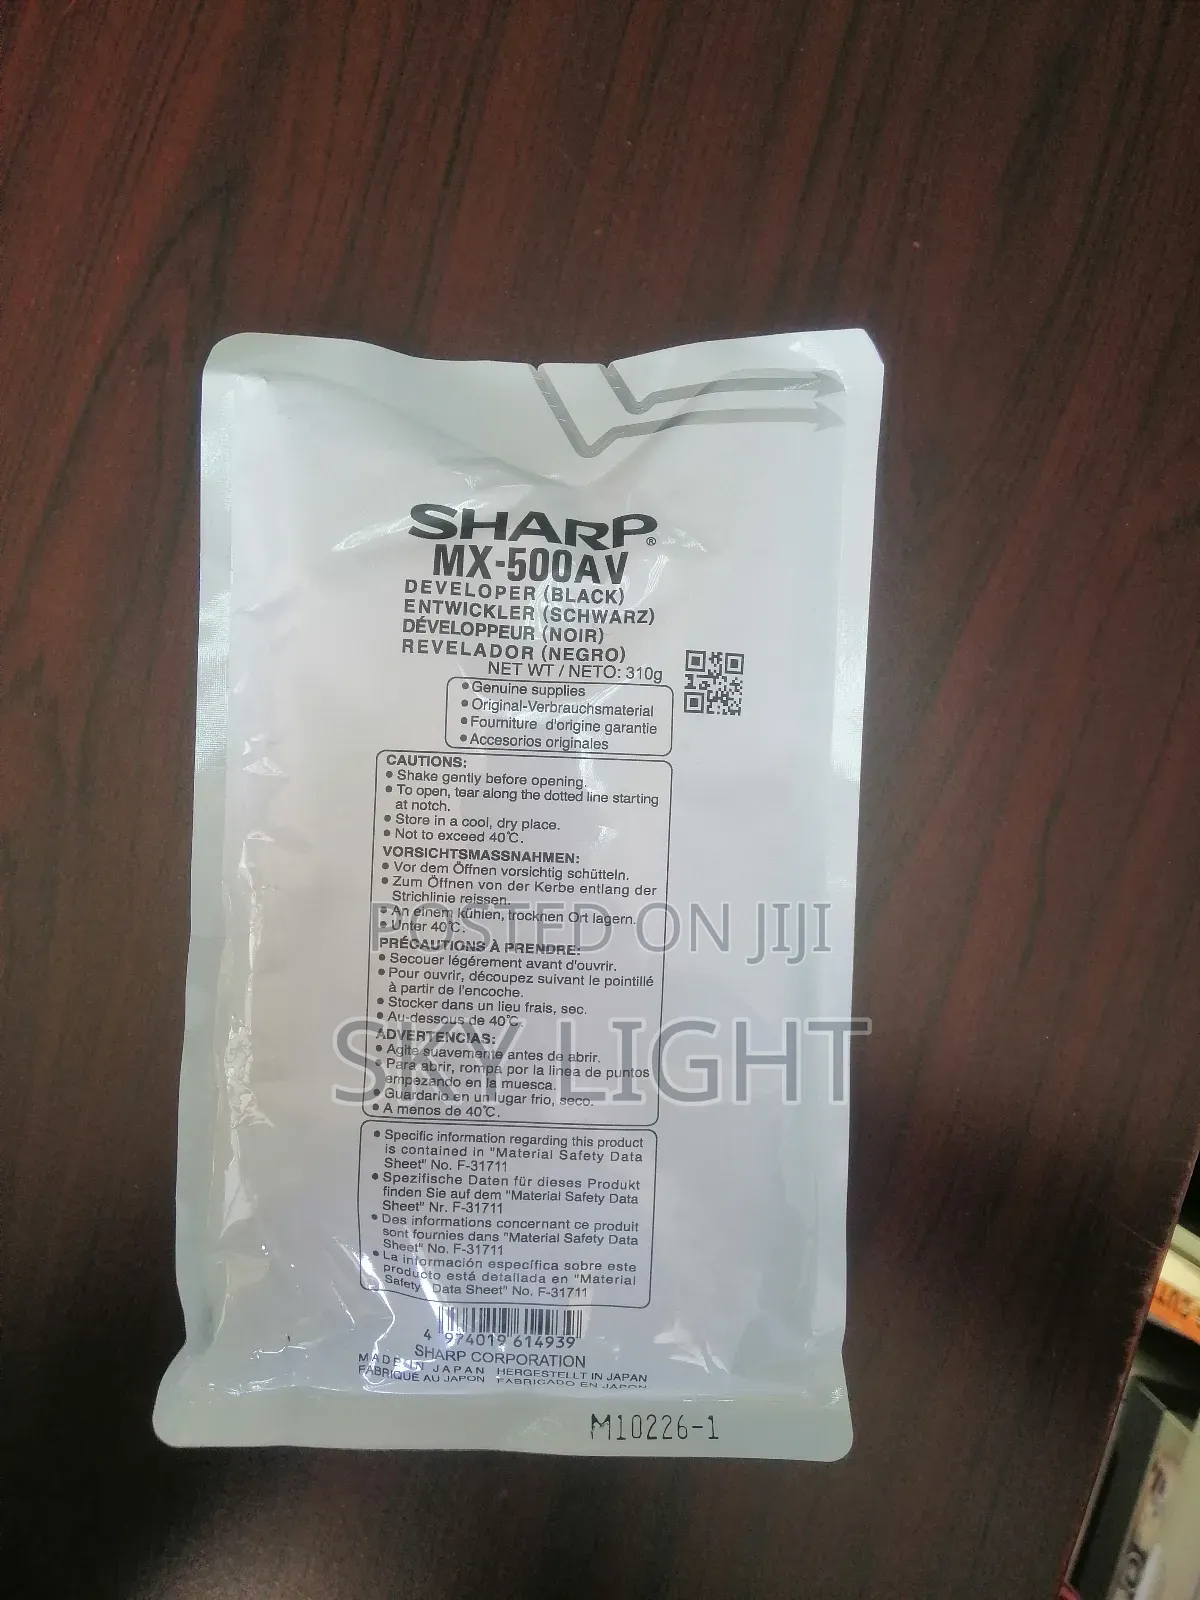 SHARP®
MX-500AV
DEVELOPER (BLACK)
ENTWICKLER (SCHWARZ)
DÉVELOPPEUR (NOIR)
REVELADOR (NEGRO)
NET WT / NETO: 310g
• Genuine supplies
• Original-Verbrauchsmaterial
• Fourniture d'origine garantie
• Accesorios originales
CAUTIONS:
• Shake gently before opening.
• To open, tear along the dotted line starting
at notch.
• Store in a cool, dry place.
• Not to exceed 40℃.
VORSICHTSMASSNAHMEN:
• Vor dem Öffnen vorsichtig schütteln.
• Zum Öffnen von der Kerbe entlang der
Strichlinie reissen.
• An einem kühlen, trocknen Ort lagern.
• Unter 40℃.
POSTED ON JIJI
PRÉCAUTIONS À PRENDRE:
• Secouer légérement avant d'ouvrir.
• Pour ouvrir, découpez suivant le pointillé
à partir de l'encoche.
• Stocker dans un lieu frais, sec.
• Au-dessous de 40℃.
SKY LIGHT
ADVERTENCIAS:
• Agite suavemente antes de abrir.
• Para abrir, rompa por la linea de puntos
empezando en la muesca.
• Guardarlo en un lugar frio, seco.
• A menos de 40℃.
• Specific information regarding this product
is contained in "Material Safety Data
Sheet" No. F-31711
• Spezifische Daten für dieses Produkt
finden Sie auf dem "Material Safety Data
Sheet" Nr. F-31711
• Des informations concernant ce produit
sont fournies dans "Material Safety Data
Sheet" No. F-31711
• La información específica sobre este
producto está detallada en "Material
Safety Data Sheet" No. F-31711
4 974019 614939
SHARP CORPORATION
MADE IN JAPAN HERGESTELLT IN JAPAN
FABRIQUÉ AU JAPON FABRICADO EN JAPON
M10226-1